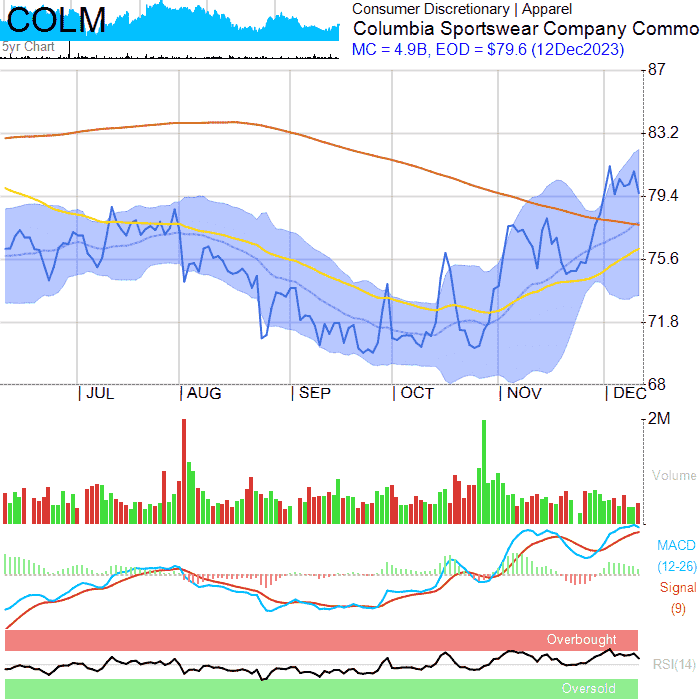 COLM
5yr Chart
Consumer Discretionary | Apparel
Columbia Sportswear Company Commo
MC = 4.9B, EOD = $79.6 (12Dec2023)
87
83.2
79.4
75.6
71.8
68
| JUL | AUG | SEP | OCT | NOV | DEC
2M
Volume
MACD
(12-26)
Signal
(9)
Overbought
RSI(14)
Oversold